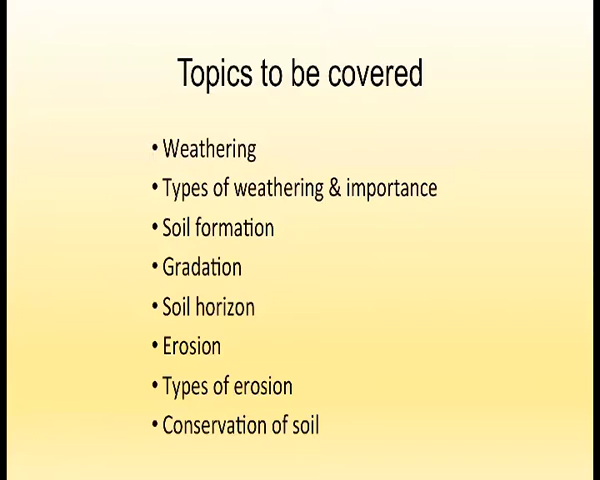 Topics to be covered
• Weathering
• Types of weathering & importance
• Soil formation
• Gradation
• Soil horizon
• Erosion
• Types of erosion
• Conservation of soil